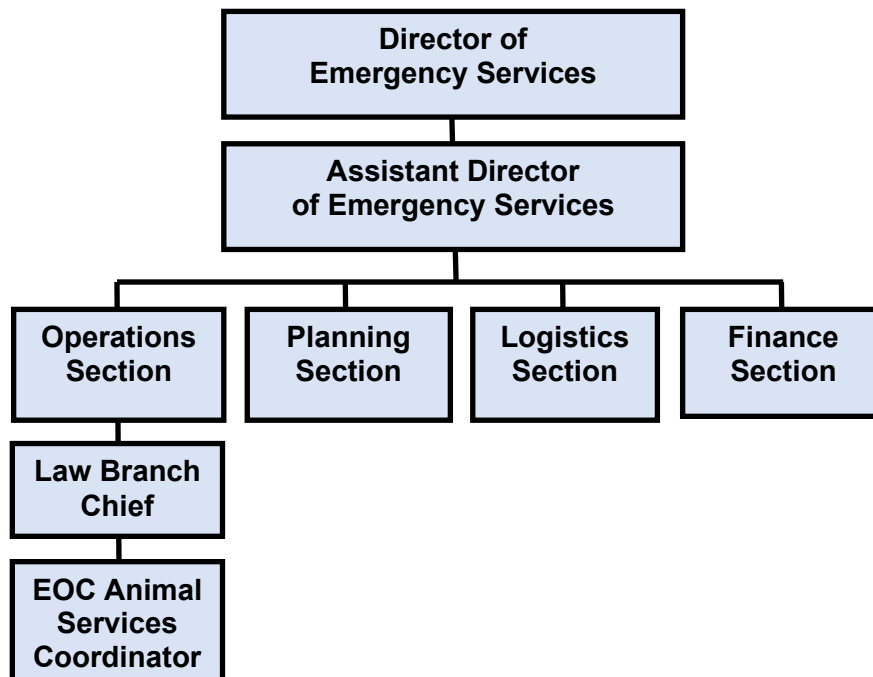 Director of
Emergency Services
Assistant Director
of Emergency Services
Operations
Section
Planning
Section
Logistics
Section
Finance
Section
Law Branch
Chief
EOC Animal
Services
Coordinator